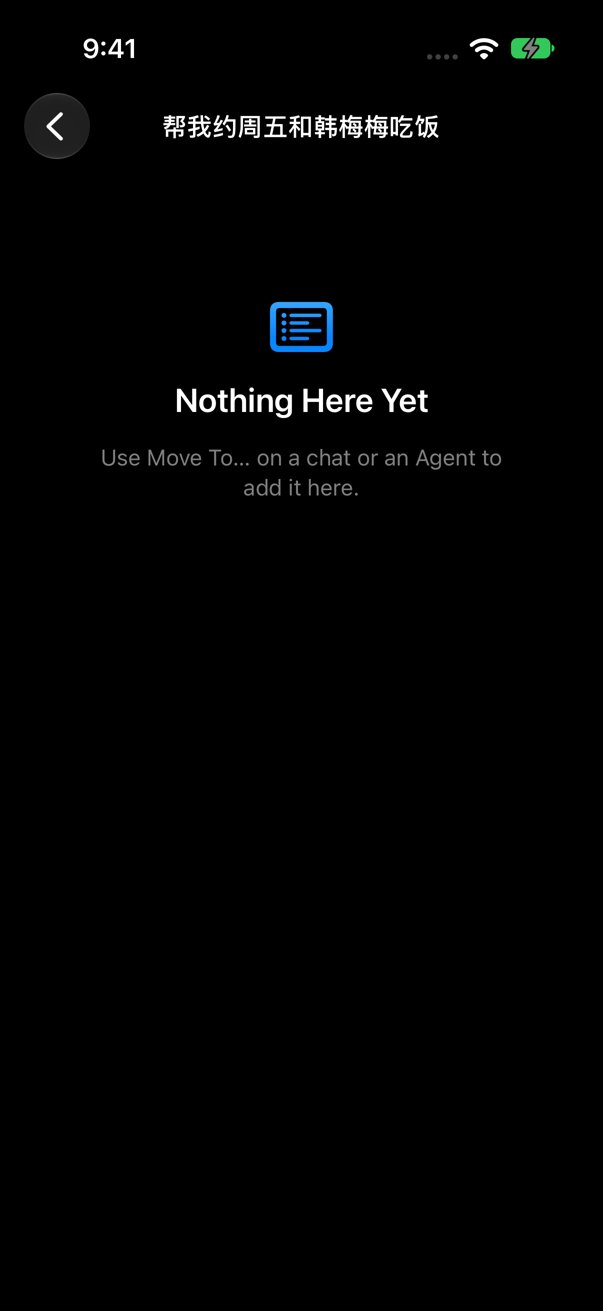 9:41
帮我约周五和韩梅梅吃饭
Nothing Here Yet
Use Move To... on a chat or an Agent to
add it here.